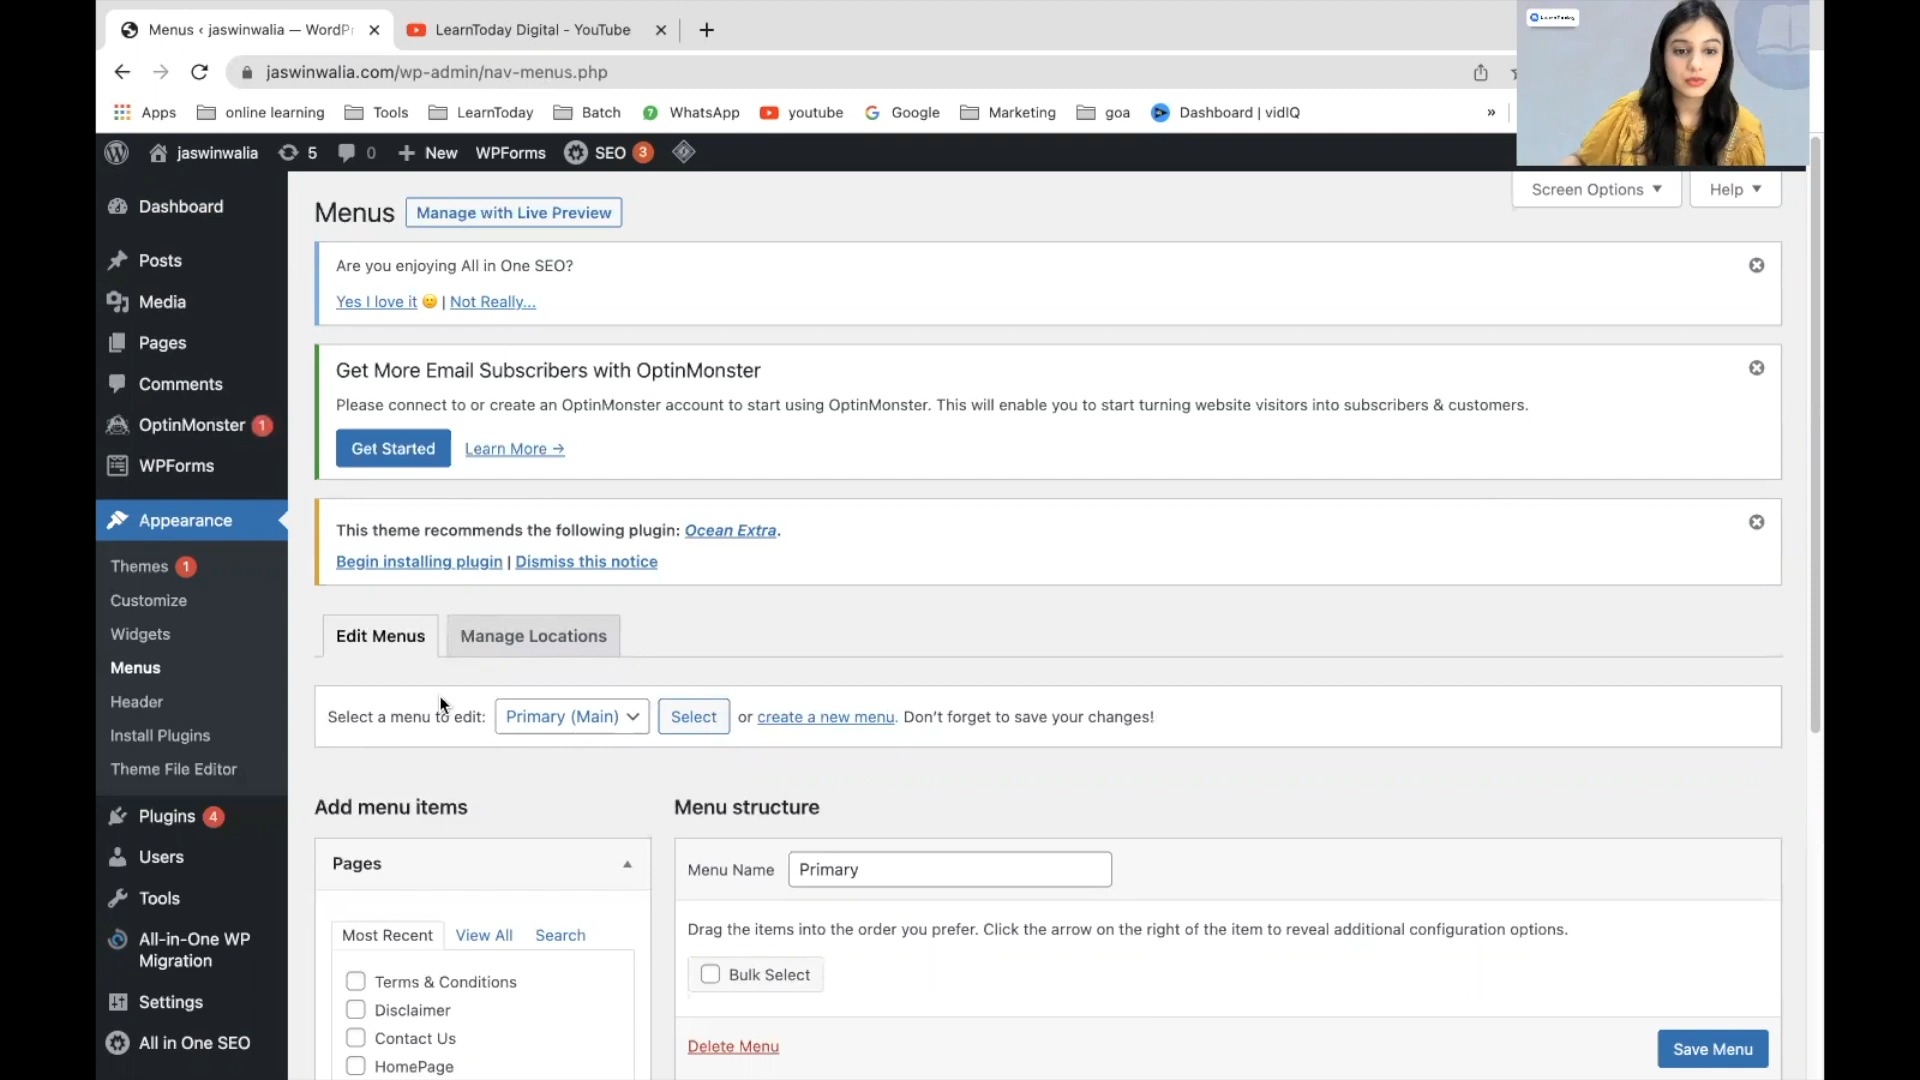 Menus ‹ jaswinwalia — WordPr
LearnToday Digital - YouTube
jaswinwalia.com/wp-admin/nav-menus.php
Apps
online learning
Tools
LearnToday
Batch
WhatsApp
youtube
Google
Marketing
goa
Dashboard | vidIQ
»
LearnToday
jaswinwalia
5
0
New
WPForms
SEO 3
Screen Options
Help
Dashboard
Posts
Media
Pages
Comments
OptinMonster 1
WPForms
Appearance
Themes 1
Customize
Widgets
Menus
Header
Install Plugins
Theme File Editor
Plugins 4
Users
Tools
All-in-One WP
Migration
Settings
All in One SEO
Menus
Manage with Live Preview
Are you enjoying All in One SEO?
Yes I love it 🙂 | Not Really...
Get More Email Subscribers with OptinMonster
Please connect to or create an OptinMonster account to start using OptinMonster. This will enable you to start turning website visitors into subscribers & customers.
Get Started
Learn More →
This theme recommends the following plugin: Ocean Extra.
Begin installing plugin | Dismiss this notice
Edit Menus
Manage Locations
Select a menu to edit:
Primary (Main)
Select
or create a new menu. Don't forget to save your changes!
Add menu items
Pages
Most Recent
View All
Search
Terms & Conditions
Disclaimer
Contact Us
HomePage
Menu structure
Menu Name
Primary
Drag the items into the order you prefer. Click the arrow on the right of the item to reveal additional configuration options.
Bulk Select
Delete Menu
Save Menu